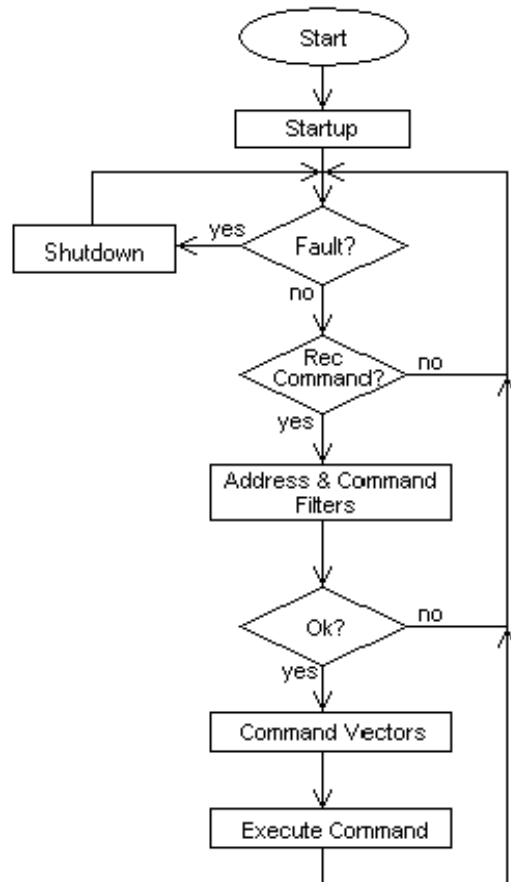 Start
Startup
yes
Shutdown
Fault?
no
Rec
Command?
no
yes
Address & Command
Filters
Ok?
no
yes
Command Vectors
Execute Command